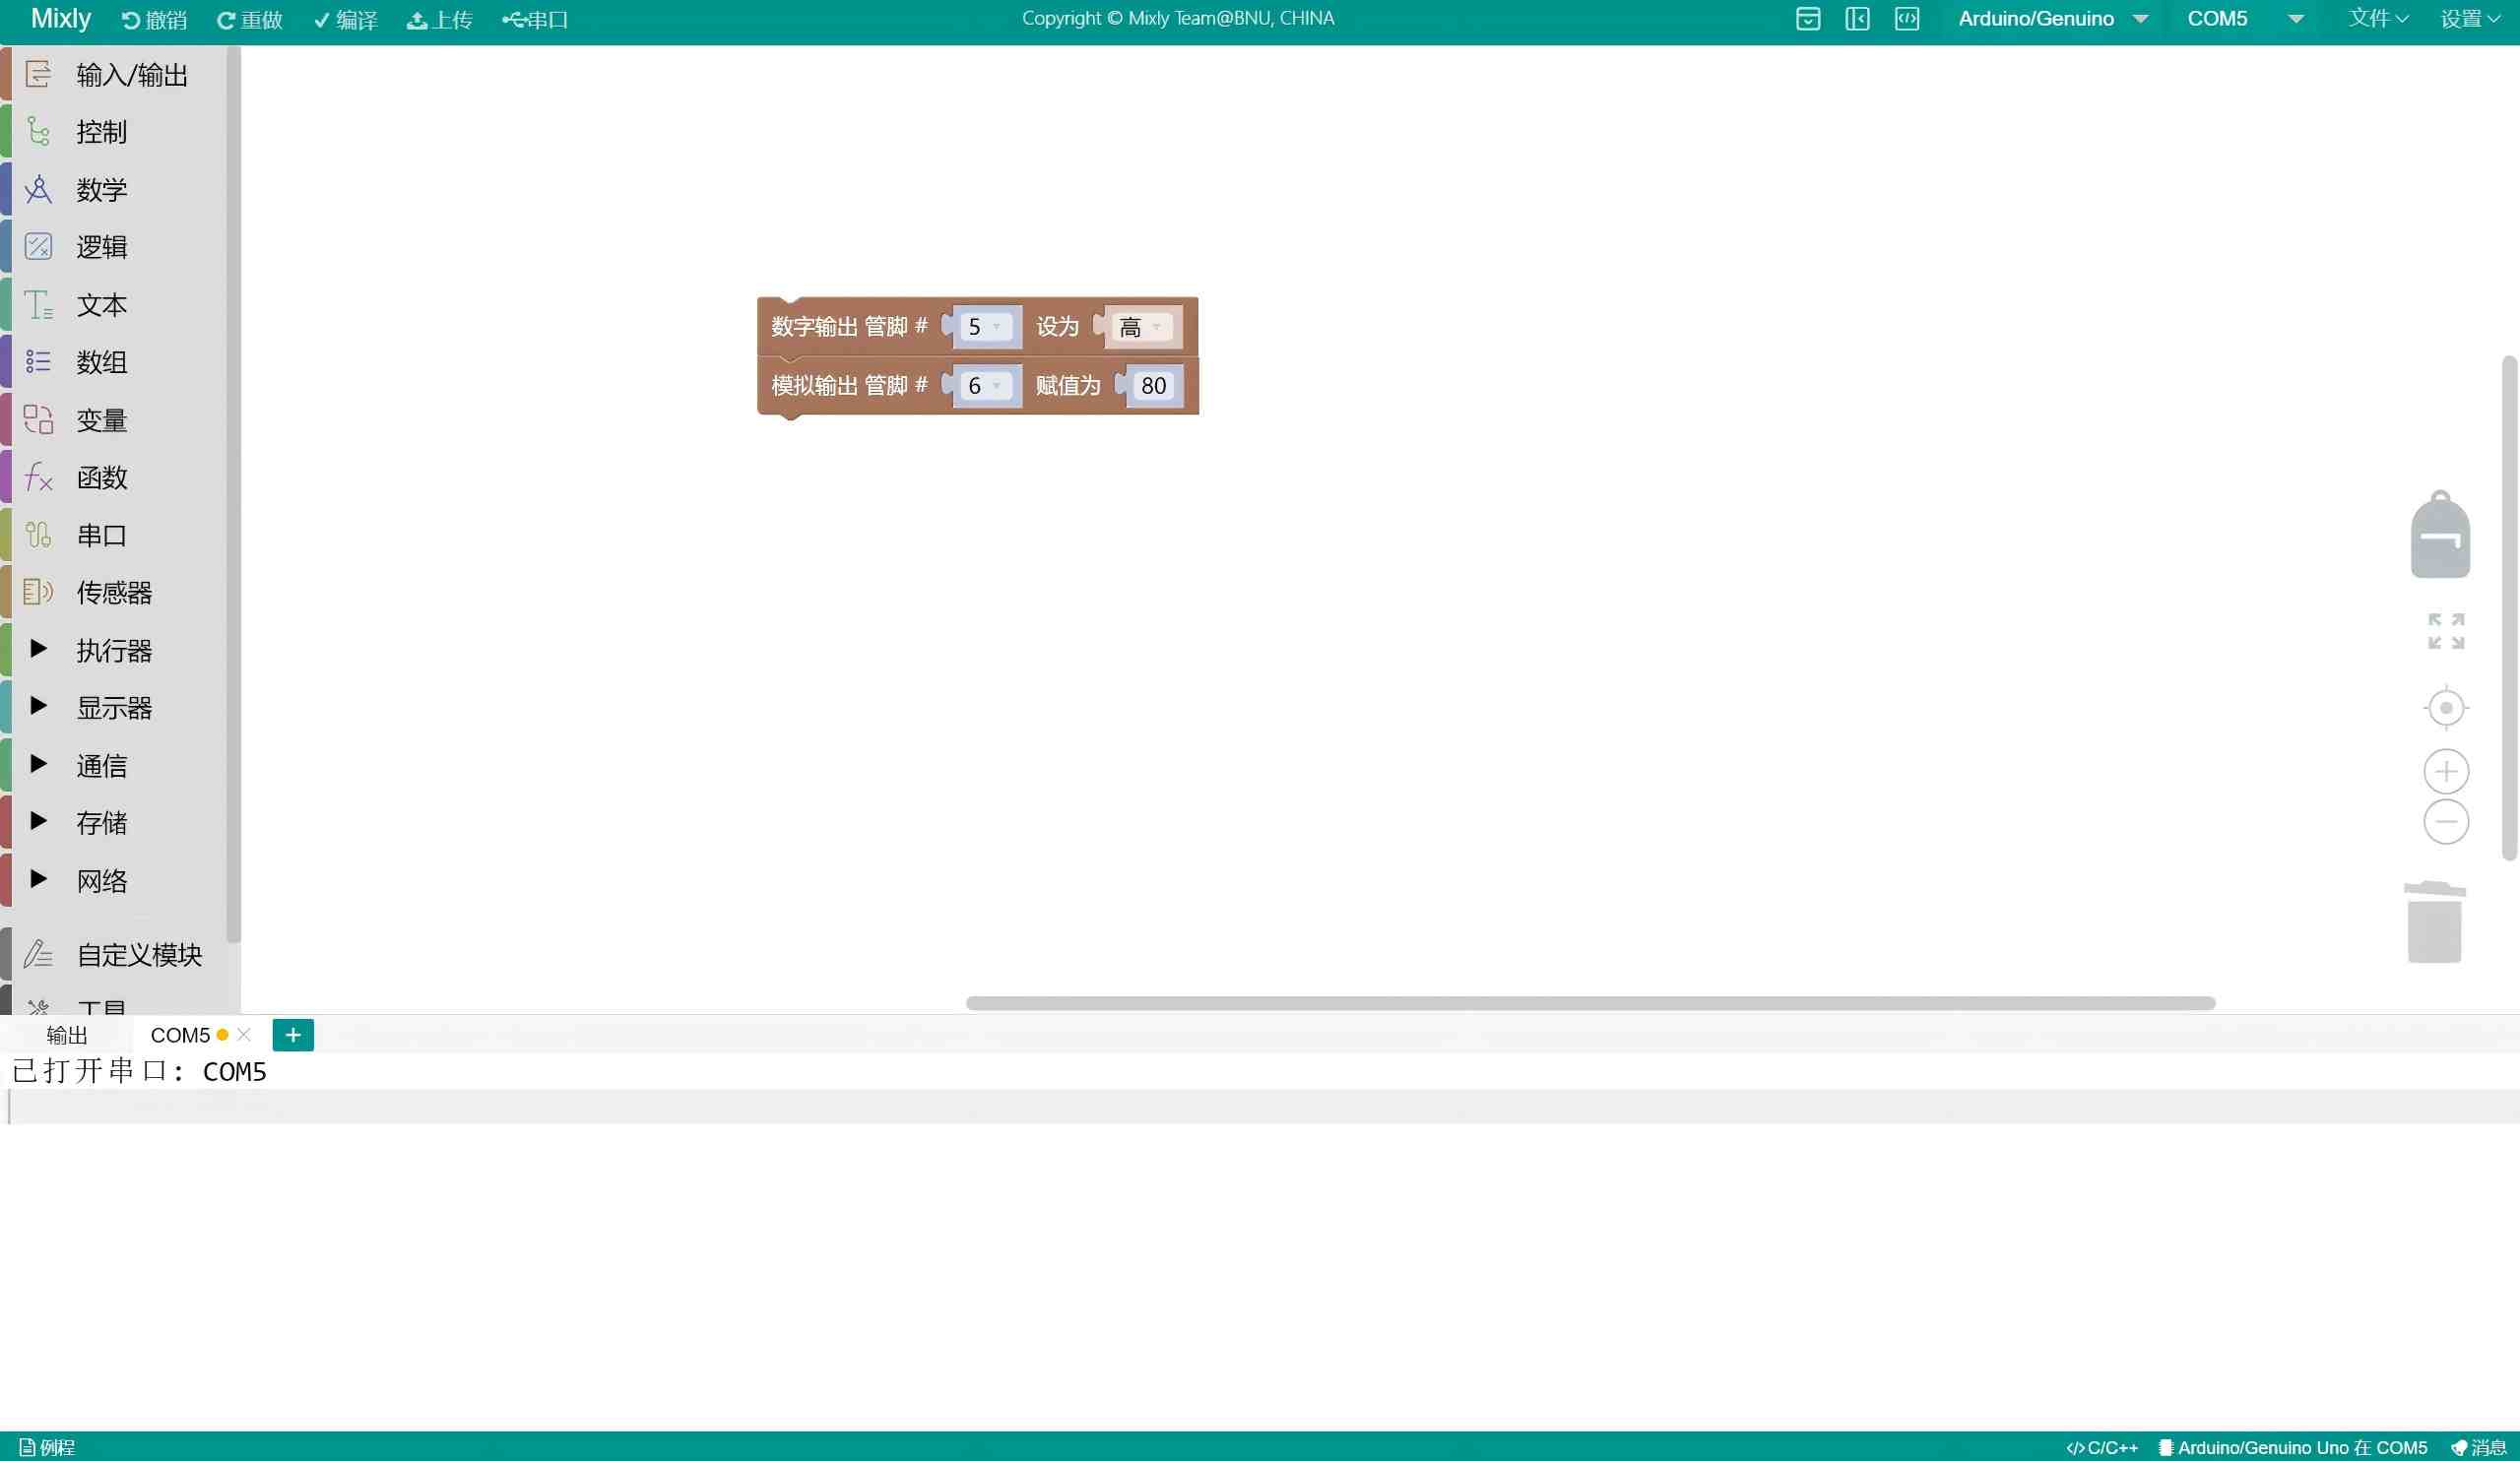 Mixly 撤销 重做 编译 上传 串口 Copyright © Mixly Team@BNU, CHINA Arduino/Genuino COM5 文件 设置
输入/输出
控制
数学
逻辑
文本
数组
变量
函数
串口
传感器
执行器
显示器
通信
存储
网络
自定义模块
工具
数字输出 管脚 # 5 设为 高
模拟输出 管脚 # 6 赋值为 80
输出 COM5
已打开串口: COM5
例程 C/C++ Arduino/Genuino Uno 在 COM5 消息